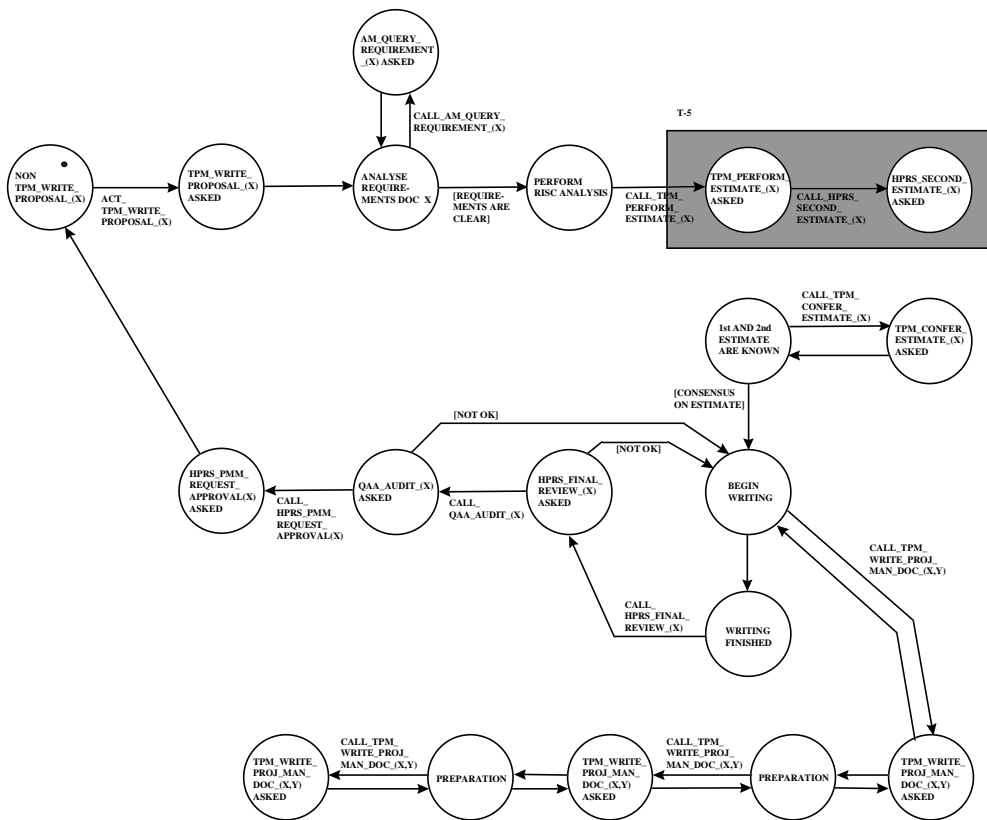 AM_QUERY_
REQUIREMENT
_(X) ASKED
CALL_AM_QUERY_
REQUIREMENT_(X)
T-5
NON
TPM_WRITE_
PROPOSAL_(X)
ACT_
TPM_WRITE_
PROPOSAL_(X)
TPM_WRITE_
PROPOSAL_(X)
ASKED
ANALYSE
REQUIRE-
MENTS DOC X
[REQUIRE-
MENTS ARE
CLEAR]
PERFORM
RISC ANALYSIS
CALL_TPM_
PERFORM_
ESTIMATE_(X)
TPM_PERFORM_
ESTIMATE_(X)
ASKED
CALL_HPRS_
SECOND_
ESTIMATE_(X)
HPRS_SECOND_
ESTIMATE_(X)
ASKED
1st AND 2nd
ESTIMATE
ARE KNOWN
CALL_TPM_
CONFER_
ESTIMATE_(X)
TPM_CONFER_
ESTIMATE_(X)
ASKED
[CONSENSUS
ON ESTIMATE]
[NOT OK]
[NOT OK]
HPRS_PMM_
REQUEST_
APPROVAL(X)
ASKED
CALL_
HPRS_PMM_
REQUEST_
APPROVAL(X)
QAA_AUDIT_(X)
ASKED
CALL_
QAA_AUDIT_(X)
HPRS_FINAL_
REVIEW_(X)
ASKED
BEGIN
WRITING
CALL_TPM_
WRITE_PROJ_
MAN_DOC_(X,Y)
CALL_
HPRS_FINAL_
REVIEW_(X)
WRITING
FINISHED
TPM_WRITE_
PROJ_MAN_
DOC_(X,Y)
ASKED
CALL_TPM_
WRITE_PROJ_
MAN_DOC_(X,Y)
PREPARATION
TPM_WRITE_
PROJ_MAN_
DOC_(X,Y)
ASKED
CALL_TPM_
WRITE_PROJ_
MAN_DOC_(X,Y)
PREPARATION
TPM_WRITE_
PROJ_MAN_
DOC_(X,Y)
ASKED